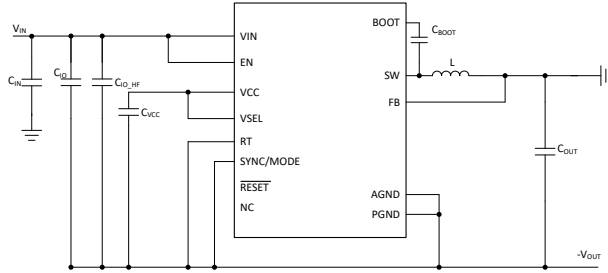 VIN
CIN
CIO
CIO_HF
CVCC
VIN
EN
VCC
VSEL
RT
SYNC/MODE
RESET
NC
BOOT
SW
FB
AGND
PGND
CBOOT
L
COUT
-VOUT